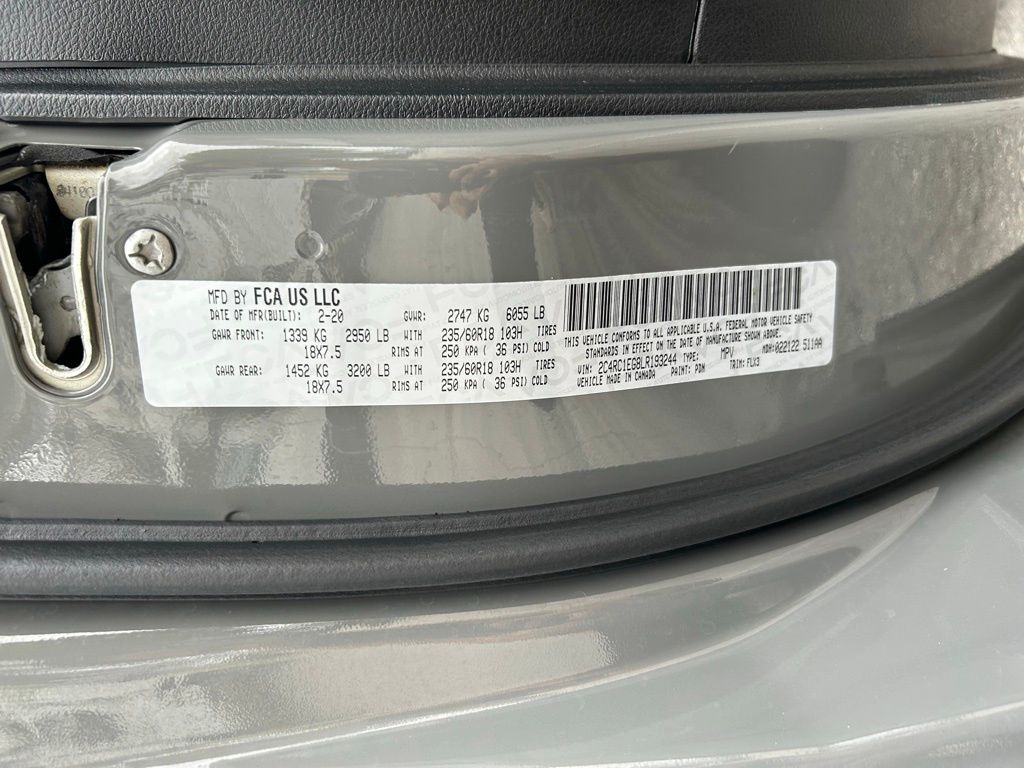 MFD BY FCA US LLC
DATE OF MFR(BUILT): 2-20 GVWR: 2747 KG 6055 LB
GAWR FRONT: 1339 KG 2950 LB WITH 235/60R18 103H TIRES
18X7.5 RIMS AT 250 KPA ( 36 PSI) COLD
GAWR REAR: 1452 KG 3200 LB WITH 235/60R18 103H TIRES
18X7.5 RIMS AT 250 KPA ( 36 PSI) COLD
THIS VEHICLE CONFORMS TO ALL APPLICABLE U.S.A. FEDERAL MOTOR VEHICLE SAFETY
STANDARDS IN EFFECT ON THE DATE OF MANUFACTURE SHOWN ABOVE.
MDH: 022122 511AA
VIN: 2C4RC1EG8LR193244 TYPE: MPV
VEHICLE MADE IN CANADA PAINT: PDN TRIM: FLX3